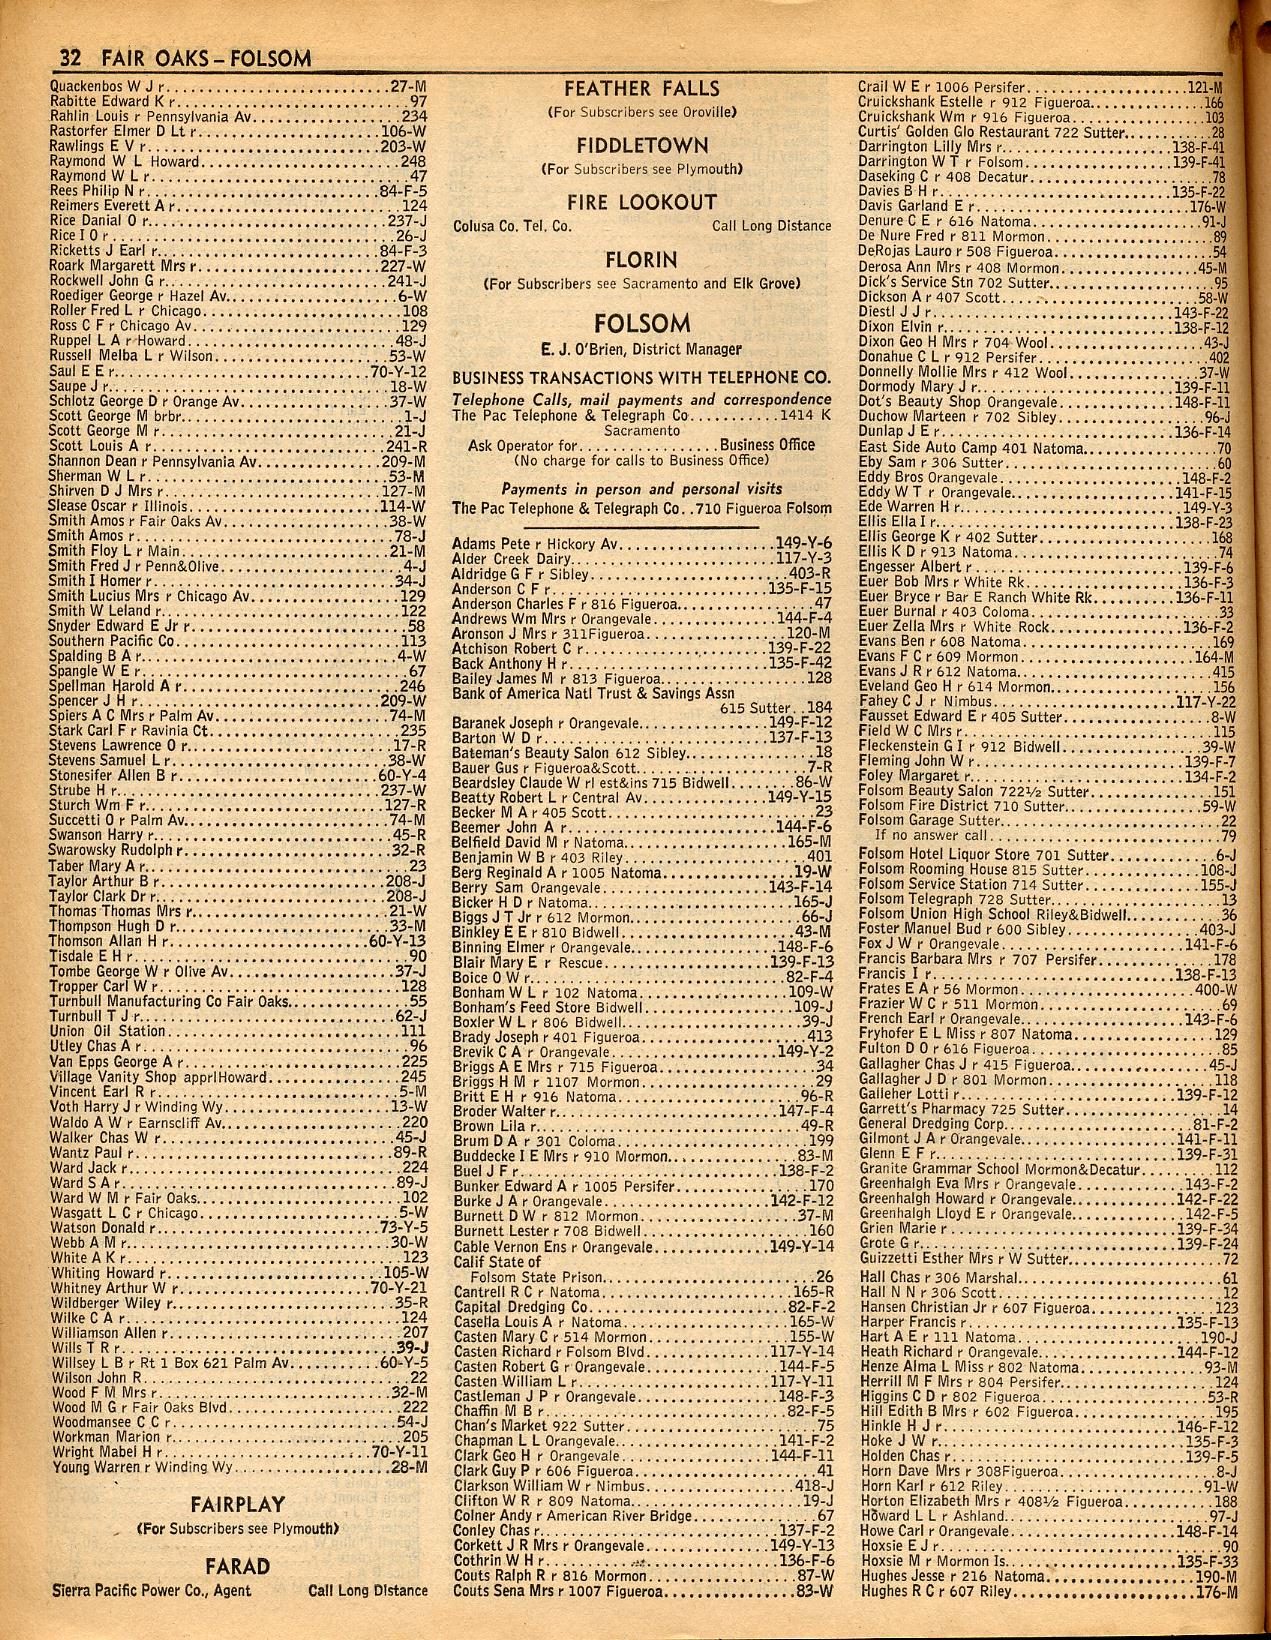 32 FAIR OAKS – FOLSOM
Quackenbos W J r 27-M
Rabitte Edward K r 97
Rahlin Louis r Pennsylvania Av 234
Rastorfer Elmer D Lt r 106-W
Rawlings E V r 203-W
Raymond W L Howard 248
Raymond W L r 47
Rees Philip N r 84-F-5
Reimers Everett A r 124
Rice Danial O r 237-J
Rice I O r 26-J
Ricketts J Earl r 84-F-3
Roark Margarett Mrs r 227-W
Rockwell John G r 241-J
Roediger George r Hazel Av 6-W
Roller Fred L r Chicago 108
Ross C F r Chicago Av 129
Ruppel L A r Howard 48-J
Russell Melba L r Wilson 53-W
Saul E E r 70-Y-12
Saupe J r 18-W
Schlotz George D r Orange Av 37-W
Scott George M brbr 1-J
Scott George M r 21-J
Scott Louis A r 241-R
Shannon Dean r Pennsylvania Av 209-M
Sherman W L r 53-M
Shirven D J Mrs r 127-M
Slease Oscar r Illinois 114-W
Smith Amos r Fair Oaks Av 38-W
Smith Amos r 78-J
Smith Floy L r Main 21-M
Smith Fred J r Penn&Olive 4-J
Smith I Homer r 34-J
Smith Lucius Mrs r Chicago Av 129
Smith W Leland r 122
Snyder Edward E Jr r 58
Southern Pacific Co 113
Spalding B A r 4-W
Spangle W E r 67
Spellman Harold A r 246
Spencer J H r 209-W
Spiers A C Mrs r Palm Av 74-M
Stark Carl F r Ravinia Ct 235
Stevens Lawrence O r 17-R
Stevens Samuel L r 38-W
Stonesifer Allen B r 60-Y-4
Strube H r 237-W
Sturch Wm F r 127-R
Succetti O r Palm Av 74-M
Swanson Harry r 45-R
Swarowsky Rudolph r 32-R
Taber Mary A r 23
Taylor Arthur B r 208-J
Taylor Clark Dr r 208-J
Thomas Thomas Mrs r 21-W
Thompson Hugh D r 33-M
Thomson Allan H r 60-Y-13
Tisdale E H r 90
Tombe George W r Olive Av 37-J
Tropper Carl W r 128
Turnbull Manufacturing Co Fair Oaks 55
Turnbull T J r 62-J
Union Oil Station 111
Utley Chas A r 96
Van Epps George A r 225
Village Vanity Shop apprlHoward 245
Vincent Earl R r 5-M
Voth Harry J r Winding Wy 13-W
Waldo A W r Earnscliff Av 220
Walker Chas W r 45-J
Wantz Paul r 89-R
Ward Jack r 224
Ward S A r 89-J
Ward W M r Fair Oaks 102
Wasgatt L C r Chicago 5-W
Watson Donald r 73-Y-5
Webb A M r 30-W
White A K r 123
Whiting Howard r 105-W
Whitney Arthur W r 70-Y-21
Wildberger Wiley r 35-R
Wilke C A r 124
Williamson Allen r 207
Wills T R r 39-J
Willsey L B r Rt 1 Box 621 Palm Av 60-Y-5
Wilson John R 22
Wood F M Mrs r 32-M
Wood M G r Fair Oaks Blvd 222
Woodmansee C C r 54-J
Workman Marion r 205
Wright Mabel H r 70-Y-11
Young Warren r Winding Wy 28-M
FAIRPLAY
(For Subscribers see Plymouth)
FARAD
Sierra Pacific Power Co., Agent Call Long Distance
FEATHER FALLS
(For Subscribers see Oroville)
FIDDLETOWN
(For Subscribers see Plymouth)
FIRE LOOKOUT
Colusa Co. Tel. Co. Call Long Distance
FLORIN
(For Subscribers see Sacramento and Elk Grove)
FOLSOM
E. J. O'Brien, District Manager
BUSINESS TRANSACTIONS WITH TELEPHONE CO.
Telephone Calls, mail payments and correspondence
The Pac Telephone & Telegraph Co 1414 K
Sacramento
Ask Operator for Business Office
(No charge for calls to Business Office)
Payments in person and personal visits
The Pac Telephone & Telegraph Co. .710 Figueroa Folsom
Adams Pete r Hickory Av 149-Y-6
Alder Creek Dairy 117-Y-3
Aldridge G F r Sibley 403-R
Anderson C F r 135-F-15
Anderson Charles F r 816 Figueroa 47
Andrews Wm Mrs r Orangevale 144-F-4
Aronson J Mrs r 311Figueroa 120-M
Atchison Robert C r 139-F-22
Back Anthony H r 135-F-42
Bailey James M r 813 Figueroa 128
Bank of America Natl Trust & Savings Assn
615 Sutter 184
Baranek Joseph r Orangevale 149-F-12
Barton W D r 137-F-13
Bateman's Beauty Salon 612 Sibley 18
Bauer Gus r Figueroa&Scott 7-R
Beardsley Claude W rl est&ins 715 Bidwell 86-W
Beatty Robert L r Central Av 149-Y-15
Becker M A r 405 Scott 23
Beemer John A r 144-F-6
Belfield David M r Natoma 165-M
Benjamin W B r 403 Riley 401
Berg Reginald A r 1005 Natoma 19-W
Berry Sam Orangevale 143-F-14
Bicker H D r Natoma 165-J
Biggs J T Jr r 612 Mormon 66-J
Binkley E E r 810 Bidwell 43-M
Binning Elmer r Orangevale 148-F-6
Blair Mary E r Rescue 139-F-13
Boice O W r 82-F-4
Bonham W L r 102 Natoma 109-W
Bonham's Feed Store Bidwell 109-J
Boxler W L r 806 Bidwell 39-J
Brady Joseph r 401 Figueroa 413
Brevik C A r Orangevale 149-Y-2
Briggs A E Mrs r 715 Figueroa 34
Briggs H M r 1107 Mormon 29
Britt E H r 916 Natoma 96-R
Broder Walter r 147-F-4
Brown Lila r 49-R
Brum D A r 301 Coloma 199
Buddecke I E Mrs r 910 Mormon 83-M
Buel J F r 138-F-2
Bunker Edward A r 1005 Persifer 170
Burke J A r Orangevale 142-F-12
Burnett D W r 812 Mormon 37-M
Burnett Lester r 708 Bidwell 160
Cable Vernon Ens r Orangevale 149-Y-14
Calif State of
Folsom State Prison 26
Cantrell R C r Natoma 165-R
Capital Dredging Co 82-F-2
Casella Louis A r Natoma 165-W
Casten Mary C r 514 Mormon 155-W
Casten Richard r Folsom Blvd 117-Y-14
Casten Robert G r Orangevale 144-F-5
Casten William L r 117-Y-11
Castleman J P r Orangevale 148-F-3
Chaffin M B r 82-F-5
Chan's Market 922 Sutter 75
Chapman L L Orangevale 141-F-2
Clark Geo H r Orangevale 144-F-11
Clark Guy P r 606 Figueroa 41
Clarkson William W r Nimbus 418-J
Clifton W R r 809 Natoma 19-J
Colner Andy r American River Bridge 67
Conley Chas r 137-F-2
Corkett J R Mrs r Orangevale 149-Y-13
Cothrin W H r 136-F-6
Couts Ralph R r 816 Mormon 87-W
Couts Sena Mrs r 1007 Figueroa 83-W
Crail W E r 1006 Persifer 121-M
Cruickshank Estelle r 912 Figueroa 166
Cruickshank Wm r 916 Figueroa 103
Curtis' Golden Glo Restaurant 722 Sutter 28
Darrington Lilly Mrs r 138-F-41
Darrington W T r Folsom 139-F-41
Daseking C r 408 Decatur 78
Davies B H r 135-F-22
Davis Garland E r 176-W
Denure C E r 616 Natoma 91-J
De Nure Fred r 811 Mormon 89
DeRojas Lauro r 508 Figueroa 54
Derosa Ann Mrs r 408 Mormon 45-M
Dick's Service Stn 702 Sutter 95
Dickson A r 407 Scott 58-W
Diestl J J r 143-F-22
Dixon Elvin r 138-F-12
Dixon Geo H Mrs r 704 Wool 43-J
Donahue C L r 912 Persifer 402
Donnelly Mollie Mrs r 412 Wool 37-W
Dormody Mary J r 139-F-11
Dot's Beauty Shop Orangevale 148-F-11
Duchow Marteen r 702 Sibley 96-J
Dunlap J E r 136-F-14
East Side Auto Camp 401 Natoma 70
Eby Sam r 306 Sutter 60
Eddy Bros Orangevale 148-F-2
Eddy W T r Orangevale 141-F-15
Ede Warren H r 149-Y-3
Ellis Ella I r 138-F-23
Ellis George K r 402 Sutter 168
Ellis K D r 913 Natoma 74
Engesser Albert r 139-F-6
Euer Bob Mrs r White Rk 136-F-3
Euer Bryce r Bar E Ranch White Rk 136-F-11
Euer Burnal r 403 Coloma 33
Euer Zella Mrs r White Rock 136-F-2
Evans Ben r 608 Natoma 169
Evans F C r 609 Mormon 164-M
Evans J R r 612 Natoma 415
Eveland Geo H r 614 Mormon 156
Fahey C J r Nimbus 117-Y-22
Fausset Edward E r 405 Sutter 8-W
Field W C Mrs r 115
Fleckenstein G I r 912 Bidwell 39-W
Fleming John W r 139-F-7
Foley Margaret r 134-F-2
Folsom Beauty Salon 722½ Sutter 151
Folsom Fire District 710 Sutter 59-W
Folsom Garage Sutter 22
If no answer call 79
Folsom Hotel Liquor Store 701 Sutter 6-J
Folsom Rooming House 815 Sutter 108-J
Folsom Service Station 714 Sutter 155-J
Folsom Telegraph 728 Sutter 13
Folsom Union High School Riley&Bidwell 36
Foster Manuel Bud r 600 Sibley 403-J
Fox J W r Orangevale 141-F-6
Francis Barbara Mrs r 707 Persifer 178
Francis I r 138-F-13
Frates E A r 56 Mormon 400-W
Frazier W C r 511 Mormon 69
French Earl r Orangevale 143-F-6
Fryhofer E L Miss r 807 Natoma 129
Fulton D O r 616 Figueroa 85
Gallagher Chas J r 415 Figueroa 45-J
Gallagher J D r 801 Mormon 118
Galleher Lotti r 139-F-12
Garrett's Pharmacy 725 Sutter 14
General Dredging Corp 81-F-2
Gilmont J A r Orangevale 141-F-11
Glenn E F r 139-F-31
Granite Grammar School Mormon&Decatur 112
Greenhalgh Eva Mrs r Orangevale 143-F-2
Greenhalgh Howard r Orangevale 142-F-22
Greenhalgh Lloyd E r Orangevale 142-F-5
Grien Marie r 139-F-34
Grote G r 139-F-24
Guizzetti Esther Mrs r W Sutter 72
Hall Chas r 306 Marshal 61
Hall N N r 306 Scott 12
Hansen Christian Jr r 607 Figueroa 123
Harper Francis r 135-F-13
Hart A E r 111 Natoma 190-J
Heath Richard r Orangevale 144-F-12
Henze Alma L Miss r 802 Natoma 93-M
Herrill M F Mrs r 804 Persifer 124
Higgins C D r 802 Figueroa 53-R
Hill Edith B Mrs r 602 Figueroa 195
Hinkle H J r 146-F-12
Hoke J W r 135-F-3
Holden Chas r 139-F-5
Horn Dave Mrs r 308Figueroa 8-J
Horn Karl r 612 Riley 91-W
Horton Elizabeth Mrs r 408½ Figueroa 188
Howard L L r Ashland 97-J
Howe Carl r Orangevale 148-F-14
Hoxsie E J r 90
Hoxsie M r Mormon Is 135-F-33
Hughes Jesse r 216 Natoma 190-M
Hughes R C r 607 Riley 176-M